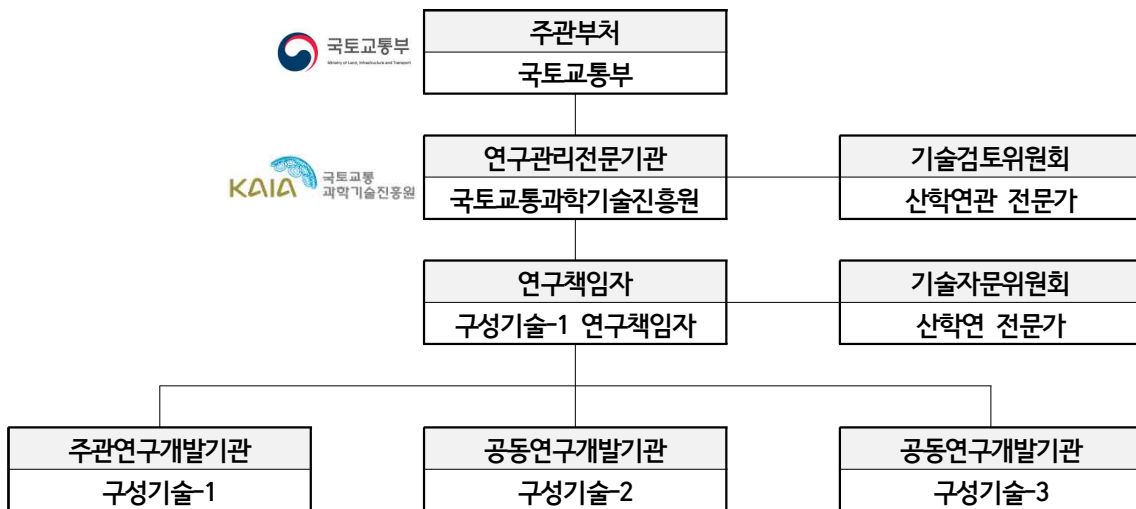 국토교통부
Ministry of Land, Infrastructure and Transport
주관부처
국토교통부
KAIA 국토교통
과학기술진흥원
연구관리전문기관
국토교통과학기술진흥원
기술검토위원회
산학연관 전문가
연구책임자
구성기술-1 연구책임자
기술자문위원회
산학연 전문가
주관연구개발기관
구성기술-1
공동연구개발기관
구성기술-2
공동연구개발기관
구성기술-3